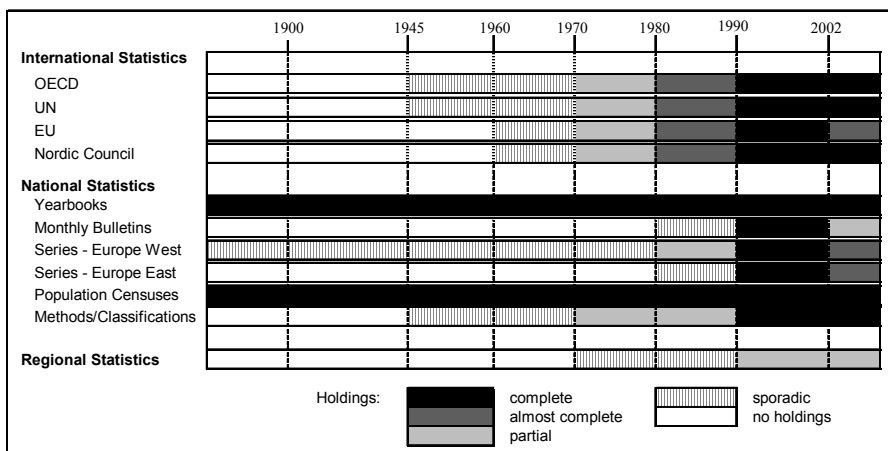 1900 1945 1960 1970 1980 1990 2002
International Statistics
OECD
UN
EU
Nordic Council
National Statistics
Yearbooks
Monthly Bulletins
Series - Europe West
Series - Europe East
Population Censuses
Methods/Classifications
Regional Statistics
Holdings: complete sporadic
almost complete no holdings
partial